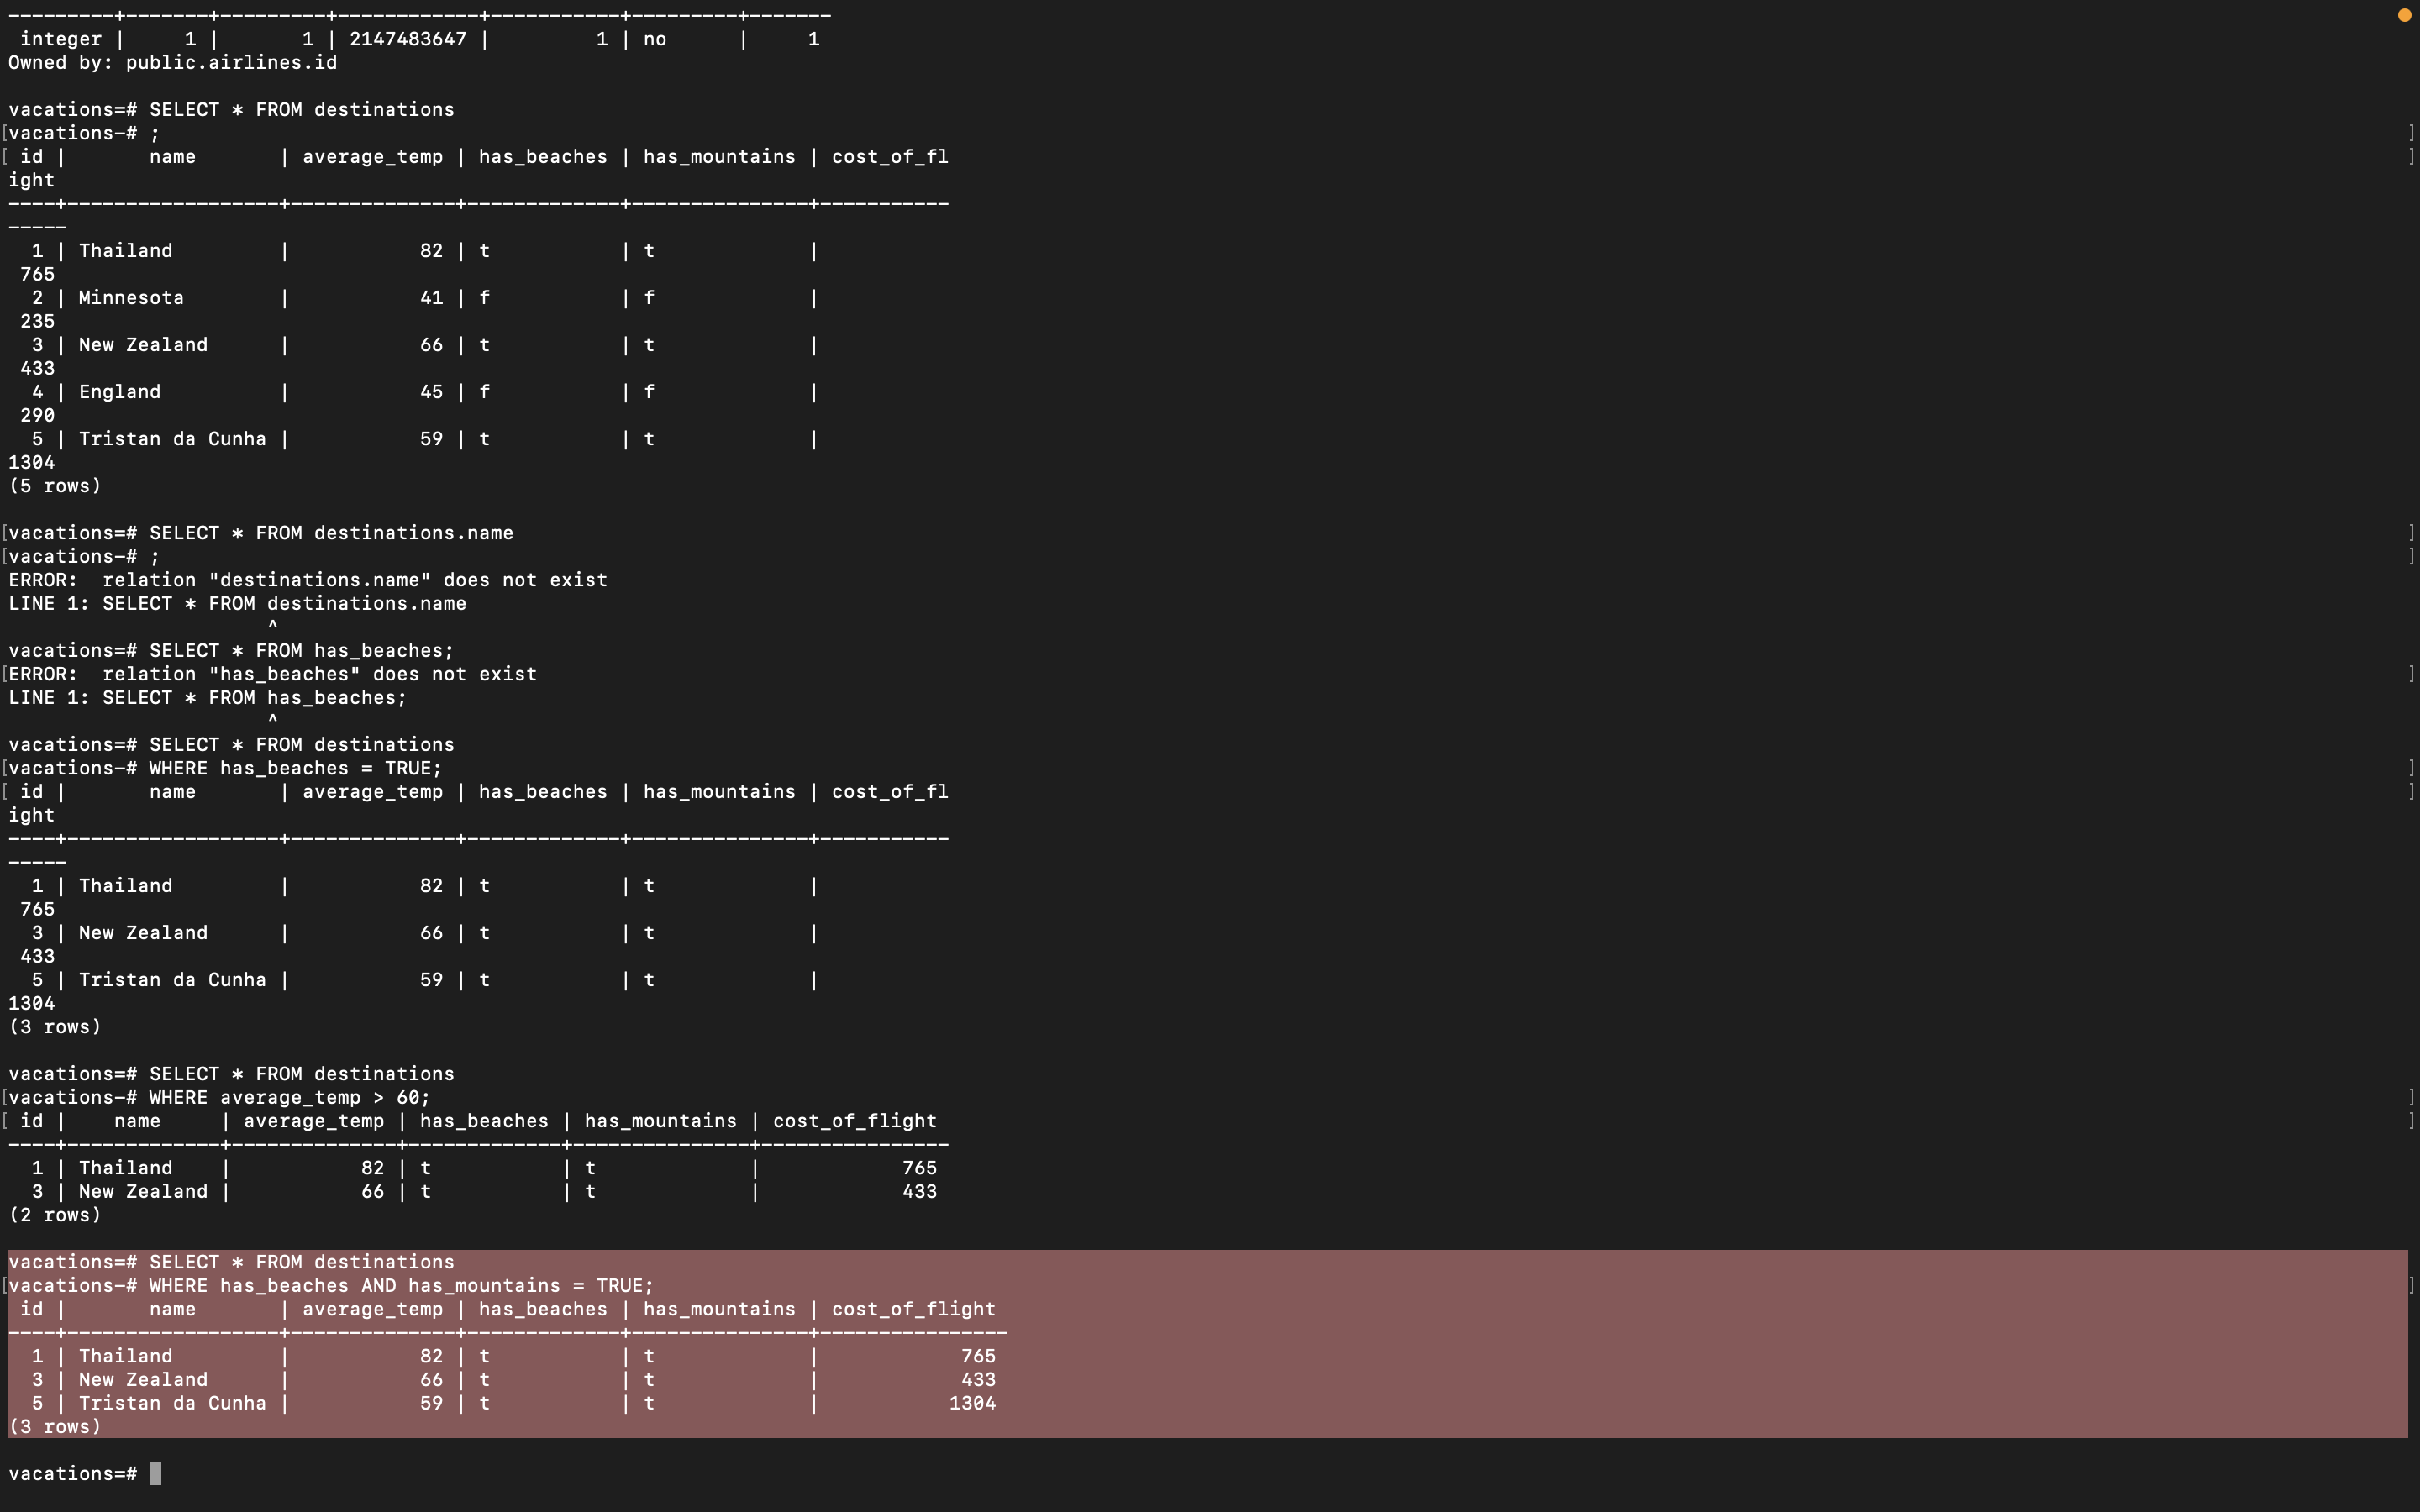 ---------+-------+---------+------------+-----------+---------+-------
 integer |     1 |       1 | 2147483647 |         1 | no      |     1
Owned by: public.airlines.id

vacations=# SELECT * FROM destinations
[vacations-# ; ]
[ id |       name       | average_temp | has_beaches | has_mountains | cost_of_fl ]
ight
----+------------------+--------------+-------------+---------------+-----------
-----
  1 | Thailand         |           82 | t           | t             |
 765
  2 | Minnesota        |           41 | f           | f             |
 235
  3 | New Zealand      |           66 | t           | t             |
 433
  4 | England          |           45 | f           | f             |
 290
  5 | Tristan da Cunha |           59 | t           | t             |
1304
(5 rows)

[vacations=# SELECT * FROM destinations.name ]
[vacations-# ; ]
ERROR:  relation "destinations.name" does not exist
LINE 1: SELECT * FROM destinations.name
                      ^
vacations=# SELECT * FROM has_beaches;
[ERROR:  relation "has_beaches" does not exist ]
LINE 1: SELECT * FROM has_beaches;
                      ^
vacations=# SELECT * FROM destinations
[vacations-# WHERE has_beaches = TRUE; ]
[ id |       name       | average_temp | has_beaches | has_mountains | cost_of_fl ]
ight
----+------------------+--------------+-------------+---------------+-----------
-----
  1 | Thailand         |           82 | t           | t             |
 765
  3 | New Zealand      |           66 | t           | t             |
 433
  5 | Tristan da Cunha |           59 | t           | t             |
1304
(3 rows)

vacations=# SELECT * FROM destinations
[vacations-# WHERE average_temp > 60; ]
[ id |    name     | average_temp | has_beaches | has_mountains | cost_of_flight ]
----+-------------+--------------+-------------+---------------+----------------
  1 | Thailand    |           82 | t           | t             |            765
  3 | New Zealand |           66 | t           | t             |            433
(2 rows)

vacations=# SELECT * FROM destinations
[vacations-# WHERE has_beaches AND has_mountains = TRUE; ]
 id |       name       | average_temp | has_beaches | has_mountains | cost_of_flight
----+------------------+--------------+-------------+---------------+----------------
  1 | Thailand         |           82 | t           | t             |            765
  3 | New Zealand      |           66 | t           | t             |            433
  5 | Tristan da Cunha |           59 | t           | t             |           1304
(3 rows)

vacations=#